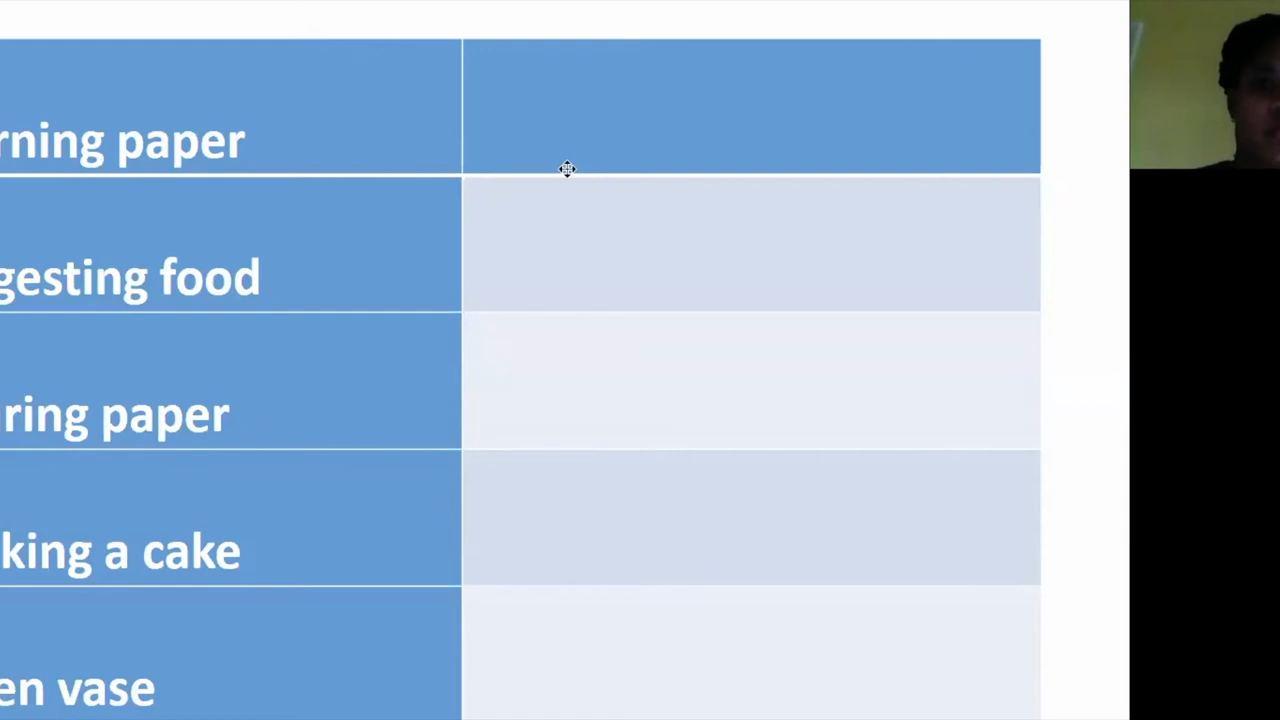 rning paper
gesting food
ring paper
king a cake
en vase